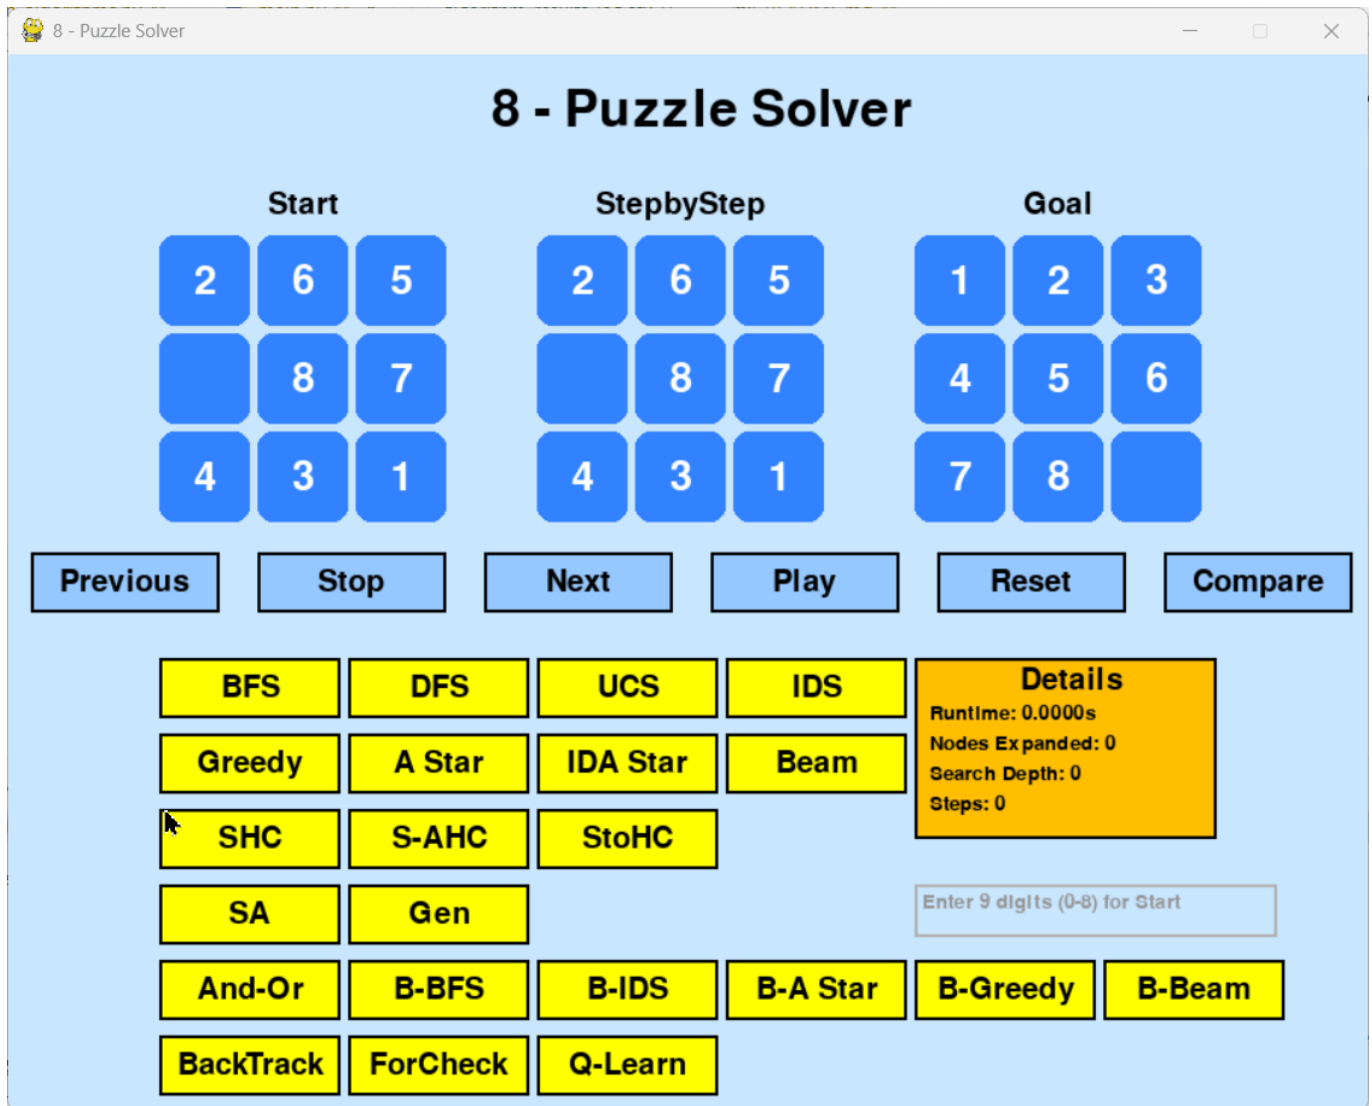 8 - Puzzle Solver
8 - Puzzle Solver
Start StepbyStep Goal
2 6 5 2 6 5 1 2 3
8 7 8 7 4 5 6
4 3 1 4 3 1 7 8
Previous Stop Next Play Reset Compare
BFS DFS UCS IDS
Details
Runtime: 0.0000s
Nodes Expanded: 0
Search Depth: 0
Steps: 0
Greedy A Star IDA Star Beam
SHC S-AHC StoHC
SA Gen
Enter 9 digits (0-8) for Start
And-Or B-BFS B-IDS B-A Star B-Greedy B-Beam
BackTrack ForCheck Q-Learn